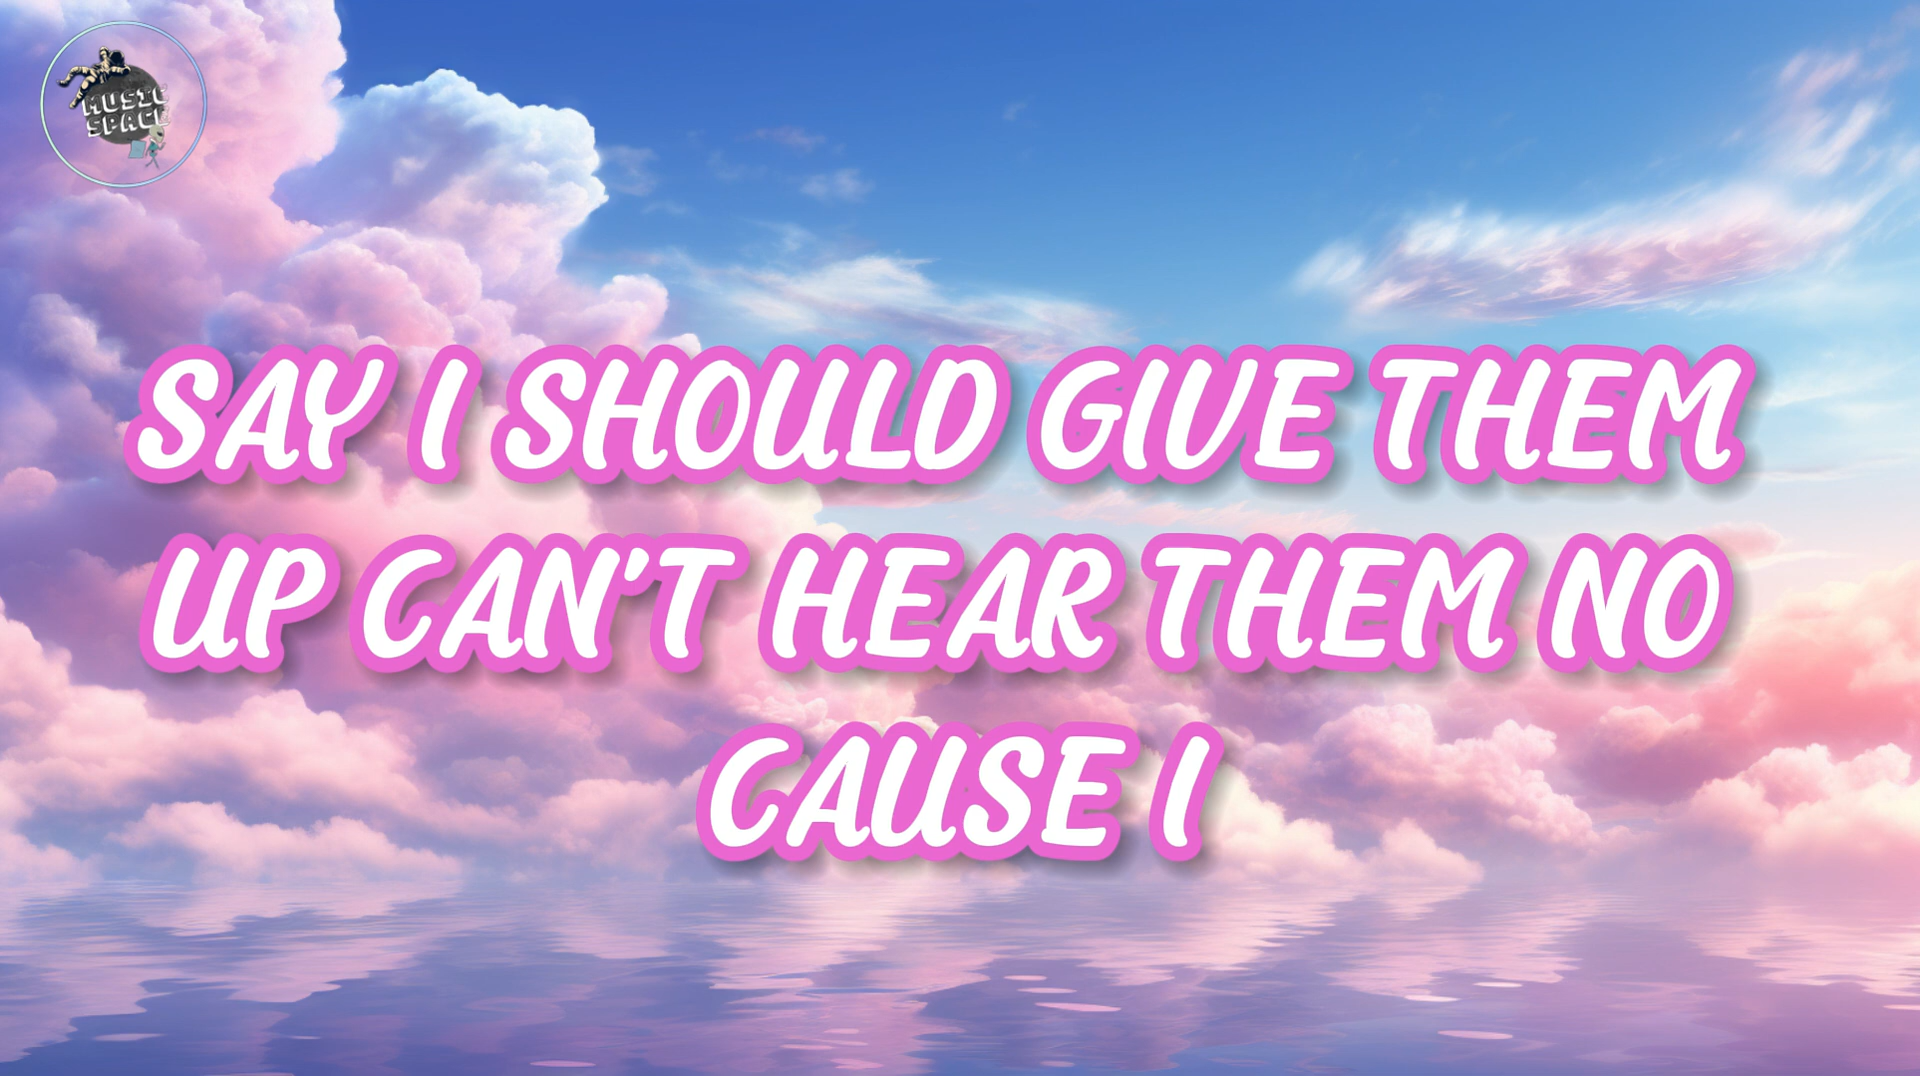 MUSIC
SPACE
SAY I SHOULD GIVE THEM
UP CAN'T HEAR THEM NO
CAUSE I